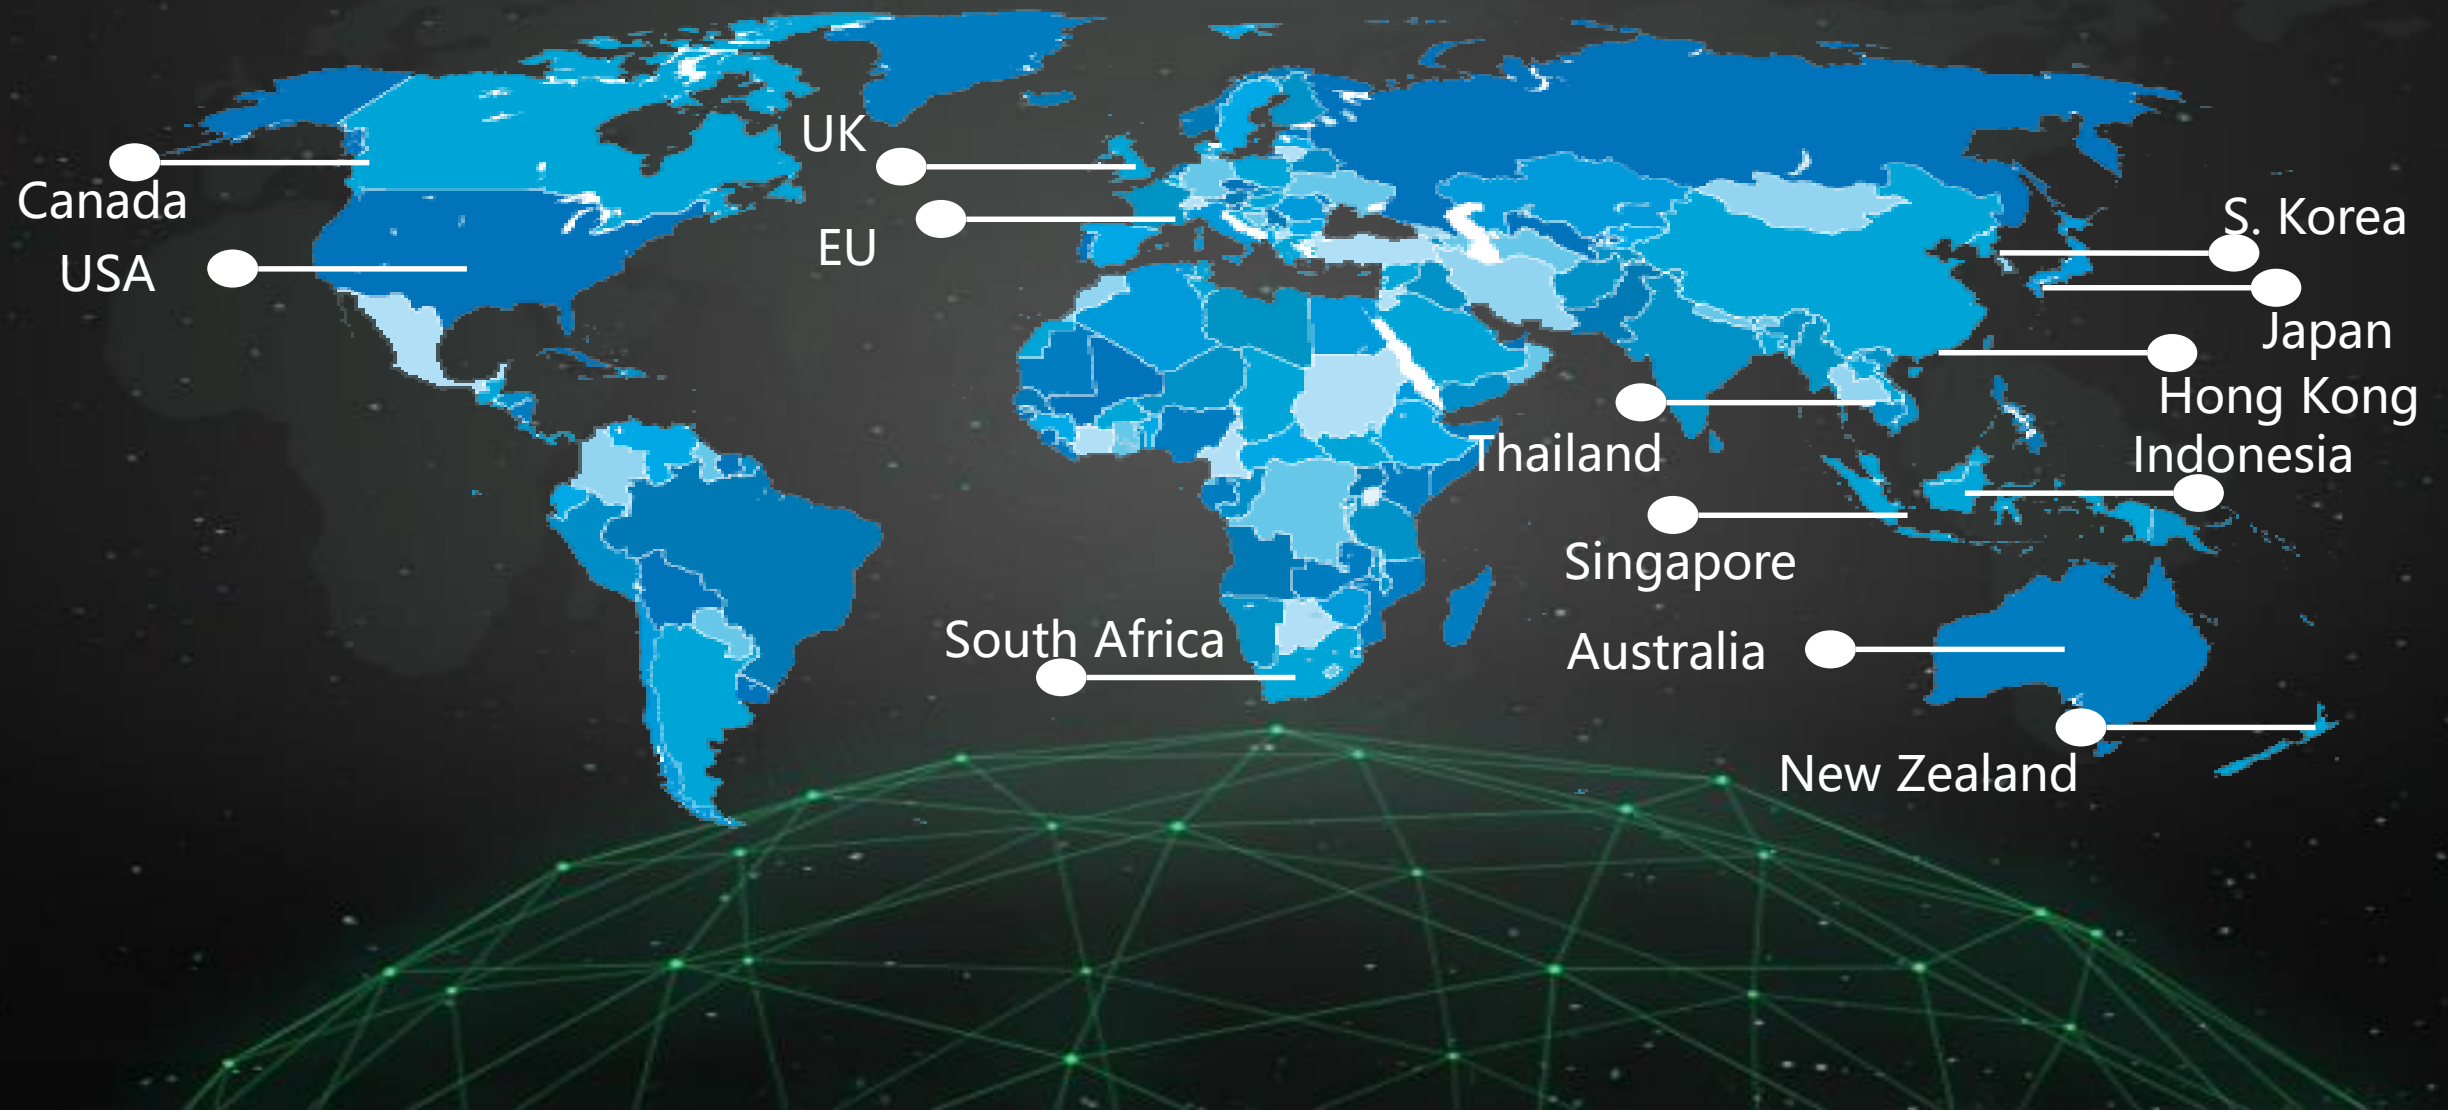 UK
Canada
EU
USA
S. Korea
Japan
Hong Kong
Thailand
Indonesia
Singapore
South Africa
Australia
New Zealand